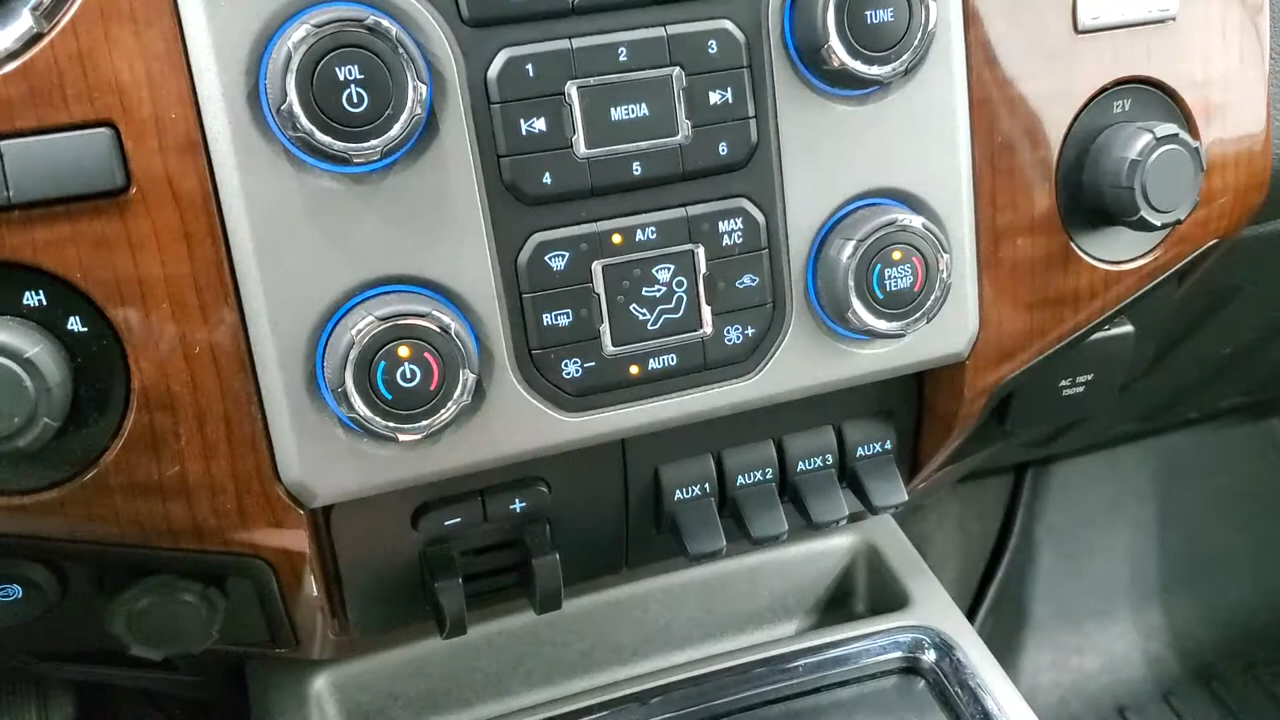 VOL
1
2
3
MEDIA
4
5
6
TUNE
12V
4H
4L
A/C
MAX
A/C
R
AUTO
−
+
PASS
TEMP
AC 110V
150W
−
+
AUX 1
AUX 2
AUX 3
AUX 4